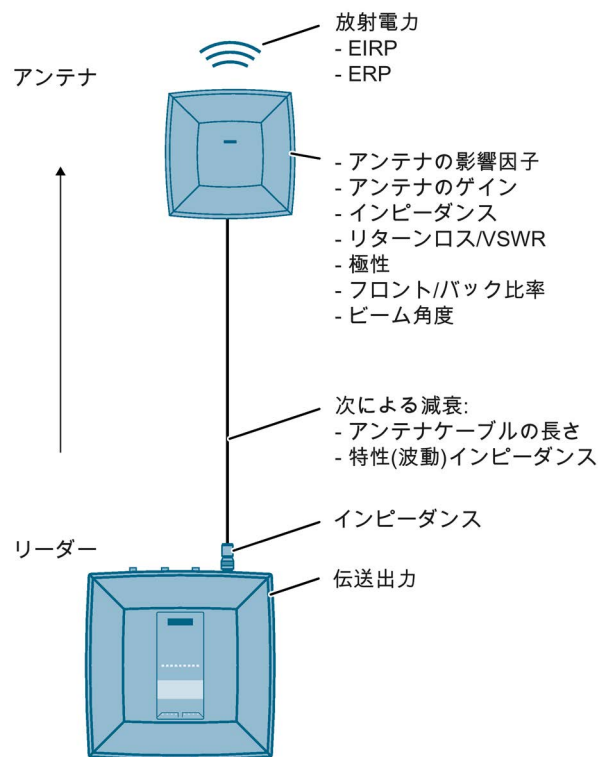 放射電力
- EIRP
- ERP
アンテナ
- アンテナの影響因子
- アンテナのゲイン
- インピーダンス
- リターンロス/VSWR
- 極性
- フロント/バック比率
- ビーム角度
次による減衰:
- アンテナケーブルの長さ
- 特性(波動)インピーダンス
インピーダンス
リーダー
伝送出力